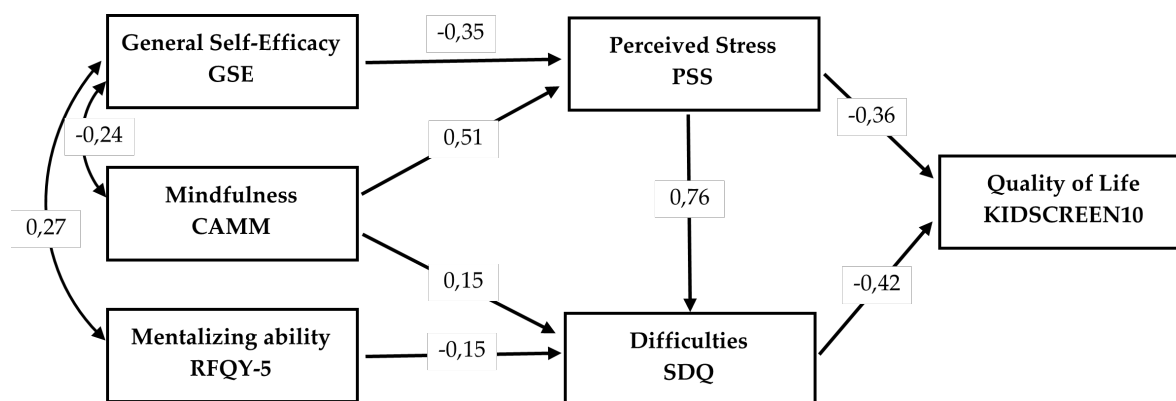 General Self-Efficacy
GSE
-0,35
Perceived Stress
PSS
-0,24
0,51
-0,36
Mindfulness
CAMM
0,76
Quality of Life
KIDSCREEN10
0,27
0,15
-0,42
Mentalizing ability
RFQY-5
-0,15
Difficulties
SDQ